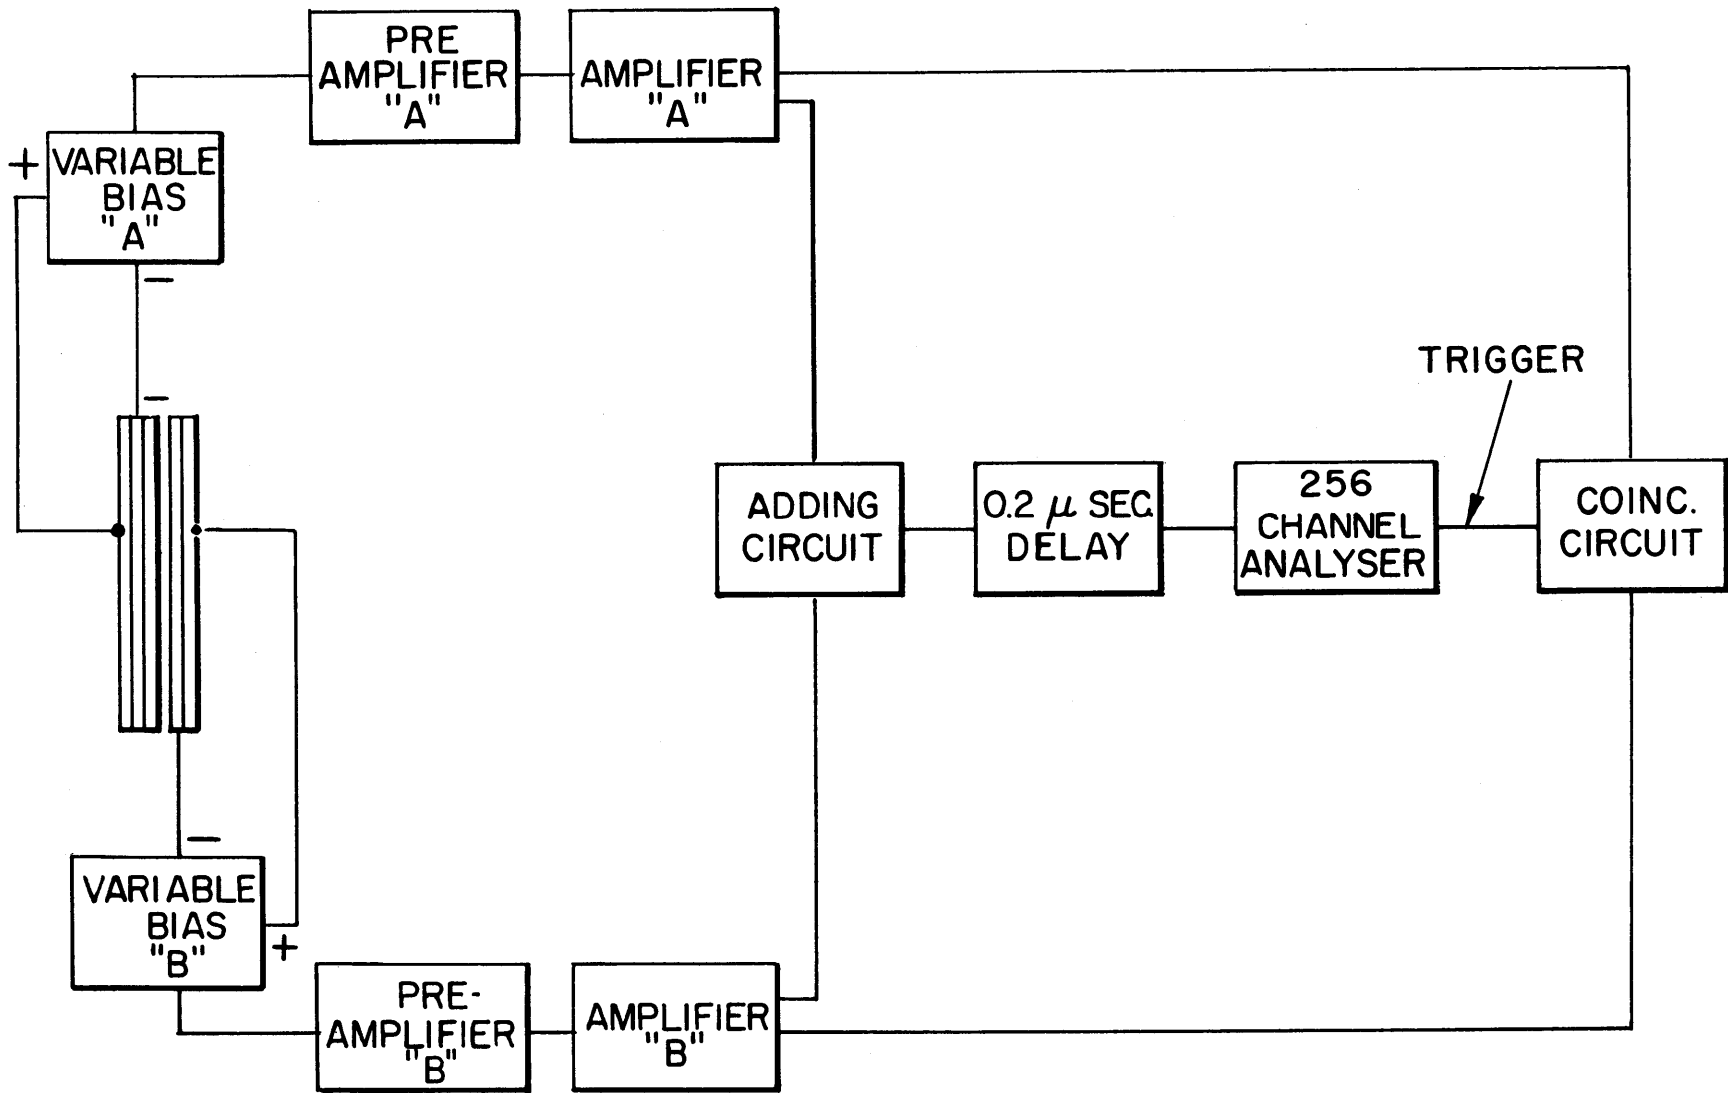 PRE
AMPLIFIER
"A"
AMPLIFIER
"A"
+
VARIABLE
BIAS
"A"
−
−
TRIGGER
ADDING
CIRCUIT
0.2 μ SEC.
DELAY
256
CHANNEL
ANALYSER
COINC.
CIRCUIT
−
VARIABLE
BIAS
"B"
+
PRE-
AMPLIFIER
"B"
AMPLIFIER
"B"